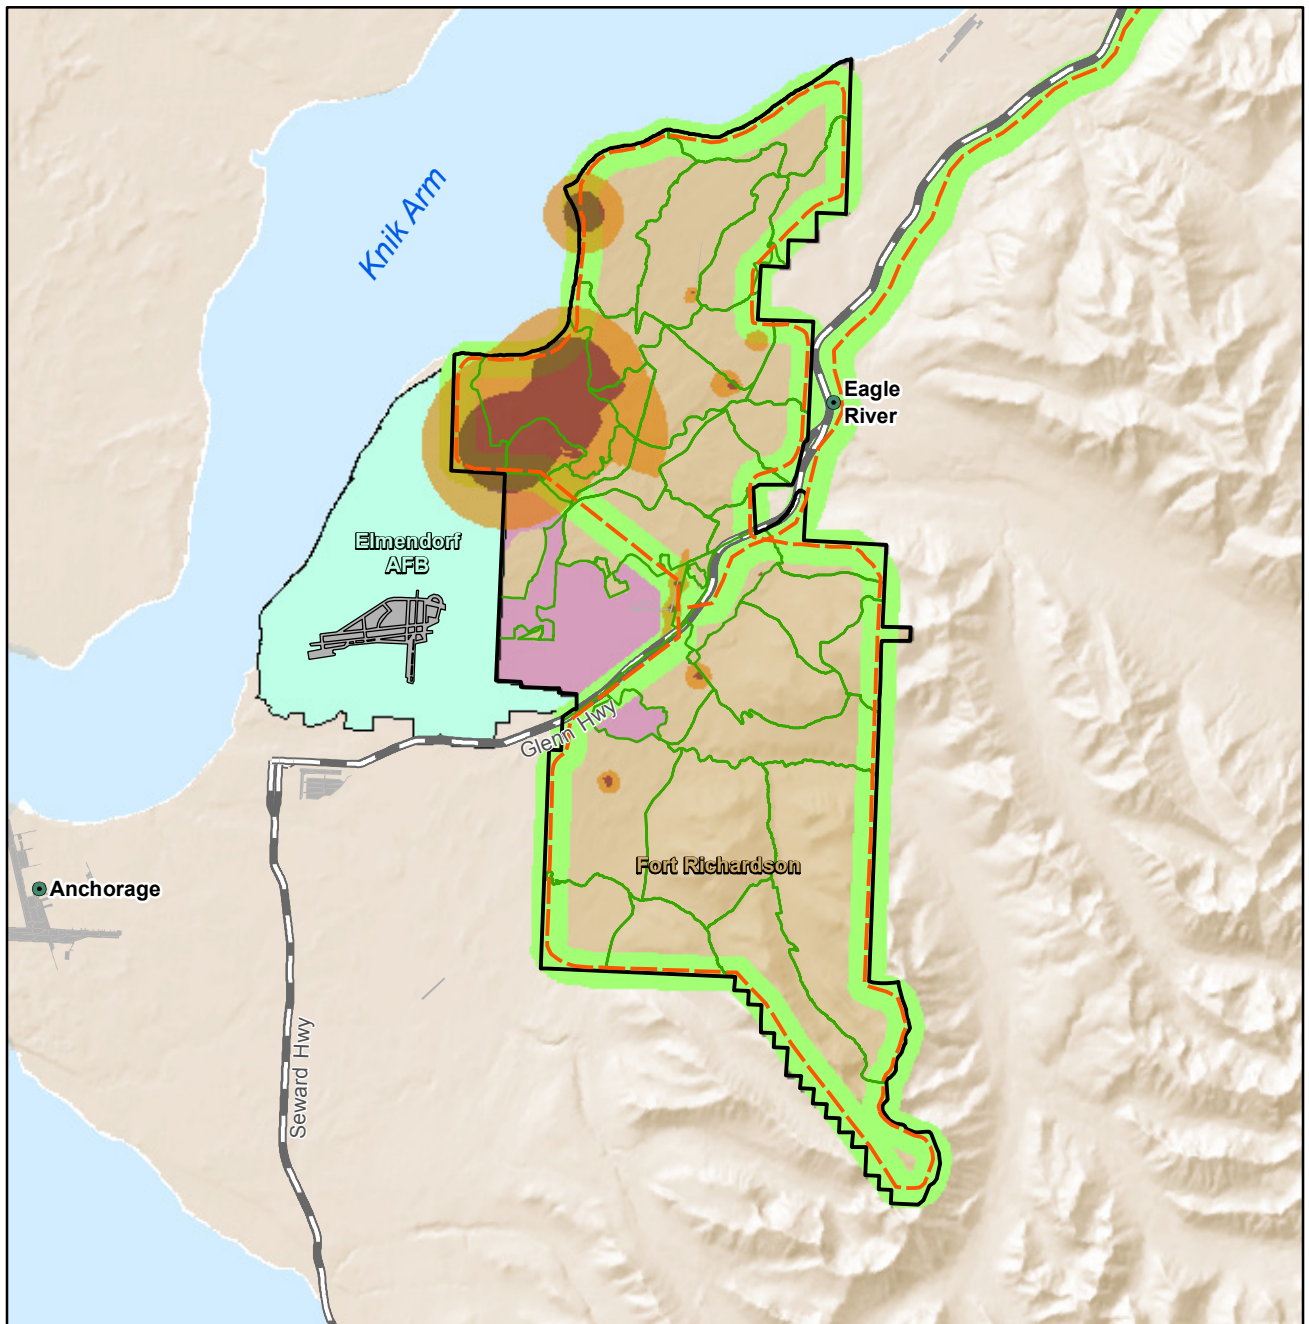 Knik Arm
Eagle
River
Elmendorf
AFB
Glenn Hwy
Fort Richardson
Anchorage
Seward Hwy